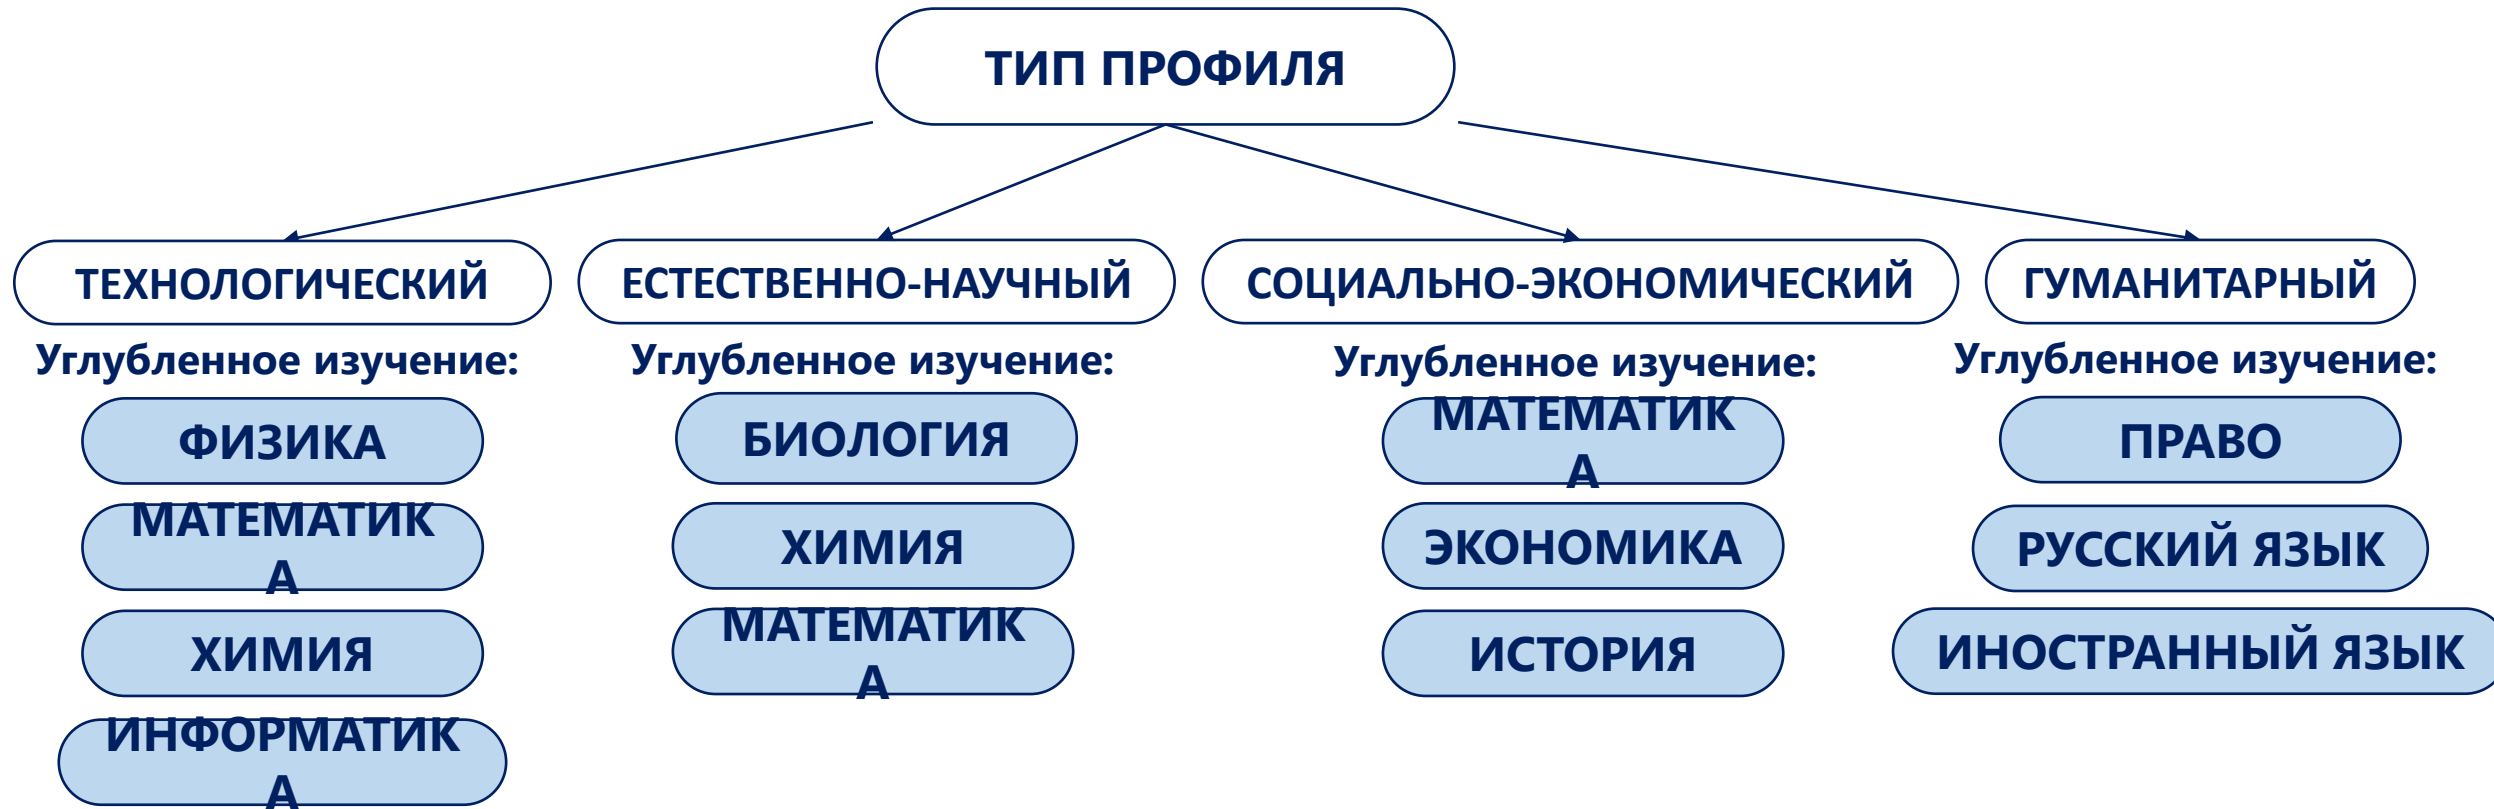 ТИП ПРОФИЛЯ
ТЕХНОЛОГИЧЕСКИЙ
Углубленное изучение:
ФИЗИКА
МАТЕМАТИК
А
ХИМИЯ
ИНФОРМАТИК
А
ЕСТЕСТВЕННО-НАУЧНЫЙ
Углубленное изучение:
БИОЛОГИЯ
ХИМИЯ
МАТЕМАТИК
А
СОЦИАЛЬНО-ЭКОНОМИЧЕСКИЙ
Углубленное изучение:
МАТЕМАТИК
А
ЭКОНОМИКА
ИСТОРИЯ
ГУМАНИТАРНЫЙ
Углубленное изучение:
ПРАВО
РУССКИЙ ЯЗЫК
ИНОСТРАННЫЙ ЯЗЫК